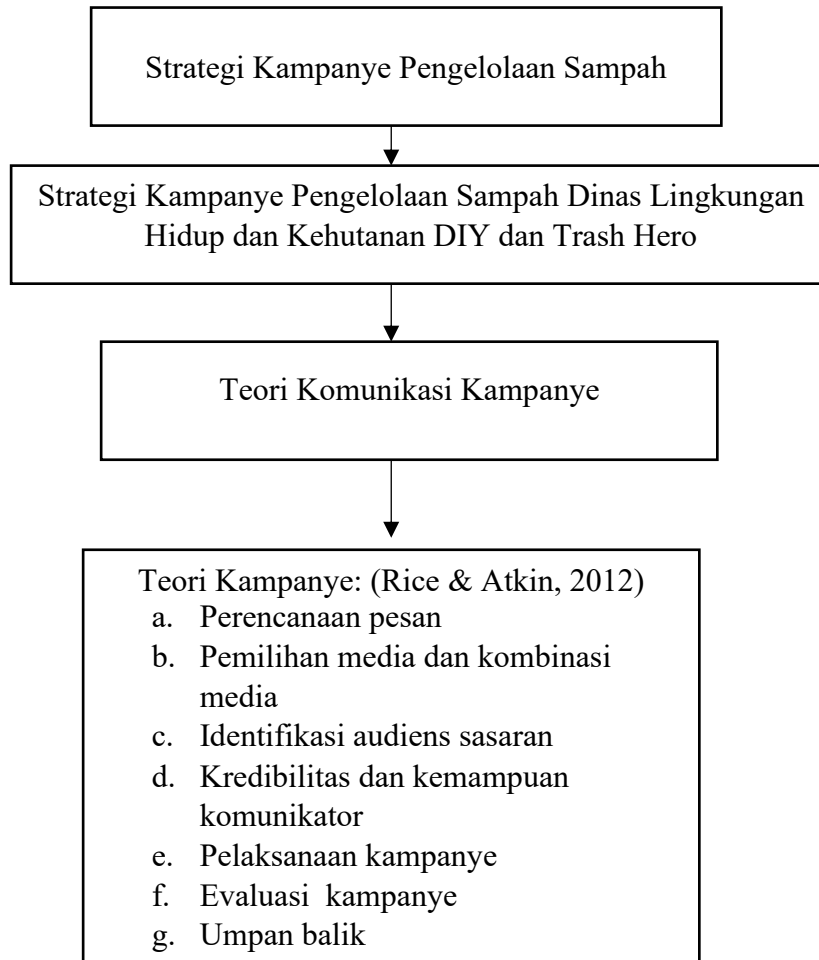 Strategi Kampanye Pengelolaan Sampah
Strategi Kampanye Pengelolaan Sampah Dinas Lingkungan
Hidup dan Kehutanan DIY dan Trash Hero
Teori Komunikasi Kampanye
Teori Kampanye: (Rice & Atkin, 2012)
a. Perencanaan pesan
b. Pemilihan media dan kombinasi
media
c. Identifikasi audiens sasaran
d. Kredibilitas dan kemampuan
komunikator
e. Pelaksanaan kampanye
f. Evaluasi kampanye
g. Umpan balik